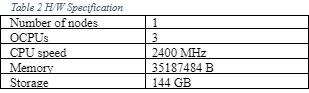 Table 2 H/W Specification
Number of nodes 1
OCPUs 3
CPU speed 2400 MHz
Memory 35187484 B
Storage 144 GB